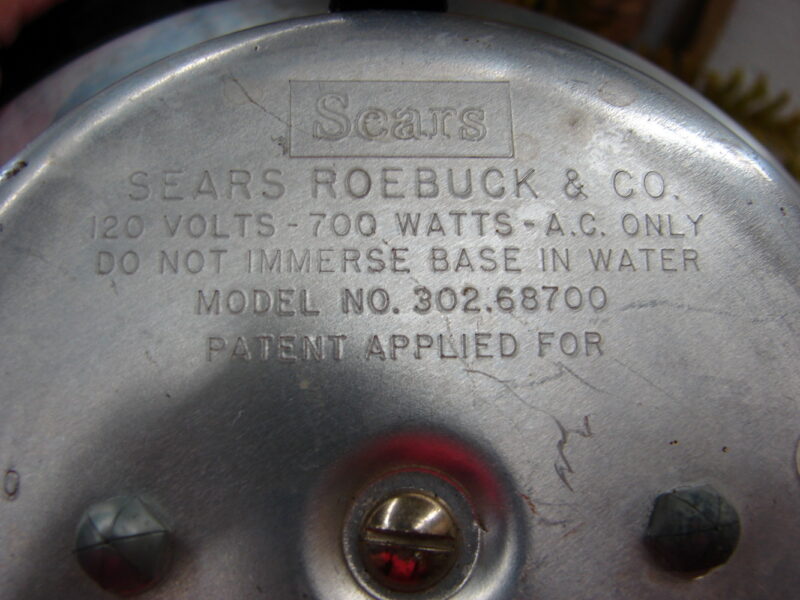 Sears
SEARS ROEBUCK & CO.
120 VOLTS - 700 WATTS - A.C. ONLY
DO NOT IMMERSE BASE IN WATER
MODEL NO. 302.68700
PATENT APPLIED FOR